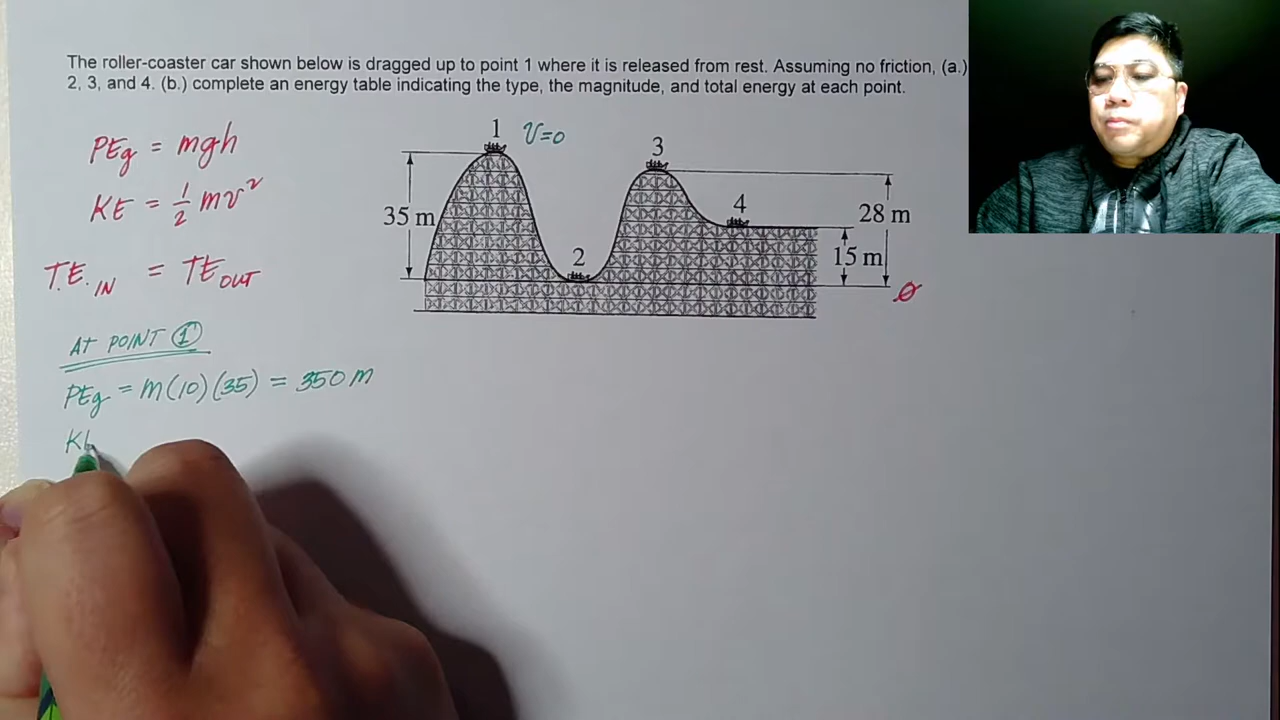 The roller-coaster car shown below is dragged up to point 1 where it is released from rest. Assuming no friction, (a.)
2, 3, and 4. (b.) complete an energy table indicating the type, the magnitude, and total energy at each point.
PEg = mgh
KE = 1/2 mv²
T.E. IN = TE OUT
1 V=0
3
35 m
4
28 m
2
15 m
Ø
AT POINT ①
PEg = m(10)(35) = 350 m
K